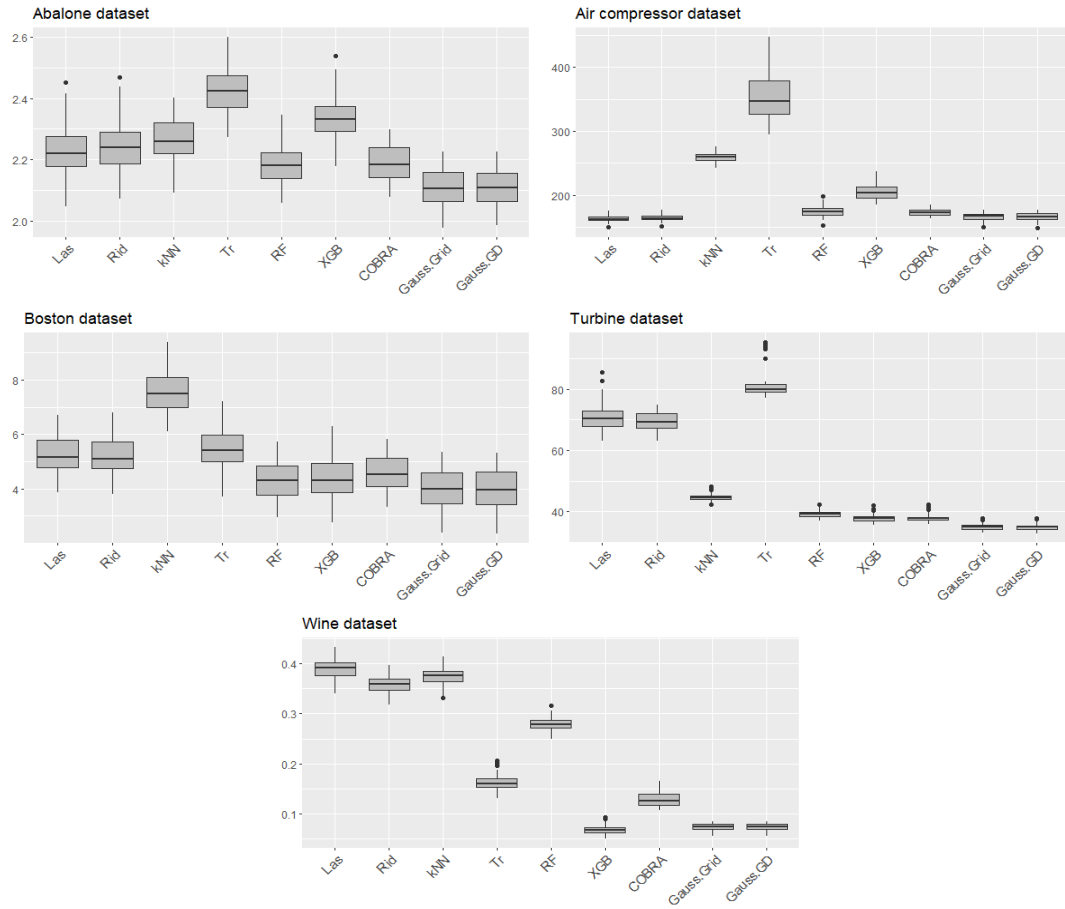 Abalone dataset
2.6
2.4
2.2
2.0
Las
Rid
kNN
Tr
RF
XGB
COBRA
Gauss.Grid
Gauss.GD
Air compressor dataset
400
300
200
Las
Rid
kNN
Tr
RF
XGB
COBRA
Gauss.Grid
Gauss.GD
Boston dataset
8
6
4
Las
Rid
kNN
Tr
RF
XGB
COBRA
Gauss.Grid
Gauss.GD
Turbine dataset
80
60
40
Las
Rid
kNN
Tr
RF
XGB
COBRA
Gauss.Grid
Gauss.GD
Wine dataset
0.4
0.3
0.2
0.1
Las
Rid
kNN
Tr
RF
XGB
COBRA
Gauss.Grid
Gauss.GD